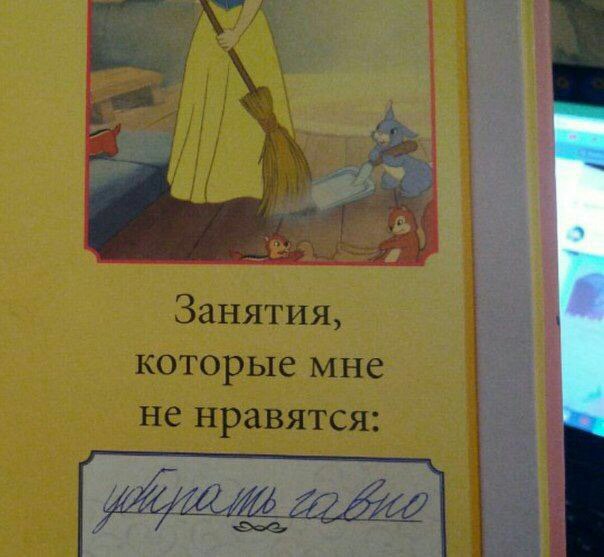 Занятия,
которые мне
не нравятся:
убирать гавно